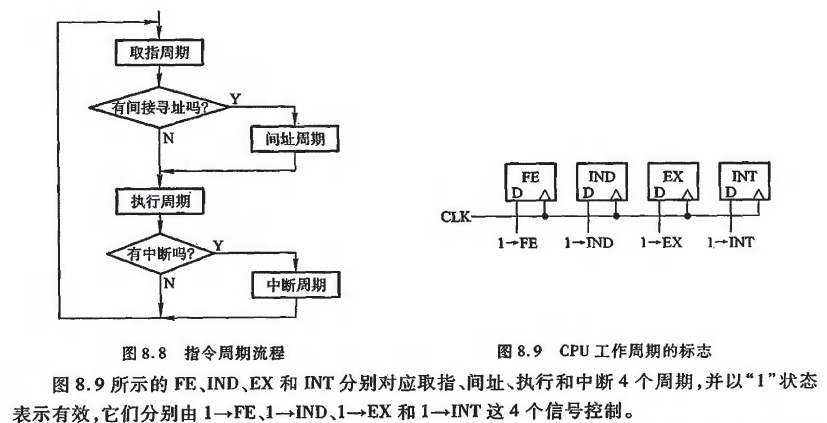 取指周期
有间接寻址吗?
Y
N
间址周期
执行周期
有中断吗?
Y
N
中断周期
图 8.8 指令周期流程
FE
IND
EX
INT
D
D
D
D
CLK
1→FE
1→IND
1→EX
1→INT
图 8.9 CPU 工作周期的标志
图 8.9 所示的 FE、IND、EX 和 INT 分别对应取指、间址、执行和中断 4 个周期,并以“1”状态
表示有效,它们分别由 1→FE、1→IND、1→EX 和 1→INT 这 4 个信号控制。